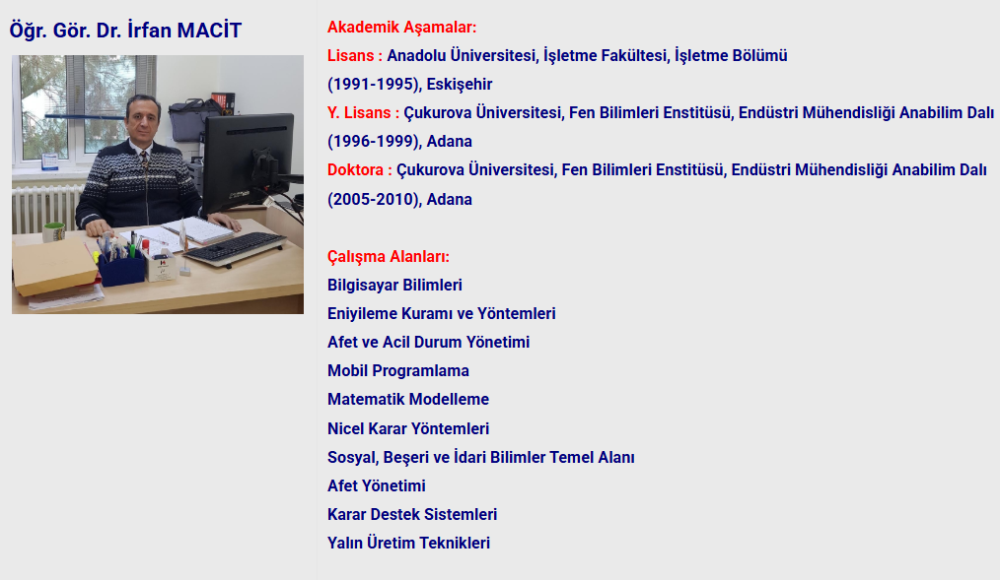 Öğr. Gör. Dr. İrfan MACİT
Akademik Aşamalar:
Lisans : Anadolu Üniversitesi, İşletme Fakültesi, İşletme Bölümü
(1991-1995), Eskişehir
Y. Lisans : Çukurova Üniversitesi, Fen Bilimleri Enstitüsü, Endüstri Mühendisliği Anabilim Dalı
(1996-1999), Adana
Doktora : Çukurova Üniversitesi, Fen Bilimleri Enstitüsü, Endüstri Mühendisliği Anabilim Dalı
(2005-2010), Adana
Çalışma Alanları:
Bilgisayar Bilimleri
Eniyileme Kuramı ve Yöntemleri
Afet ve Acil Durum Yönetimi
Mobil Programlama
Matematik Modelleme
Nicel Karar Yöntemleri
Sosyal, Beşeri ve İdari Bilimler Temel Alanı
Afet Yönetimi
Karar Destek Sistemleri
Yalın Üretim Teknikleri